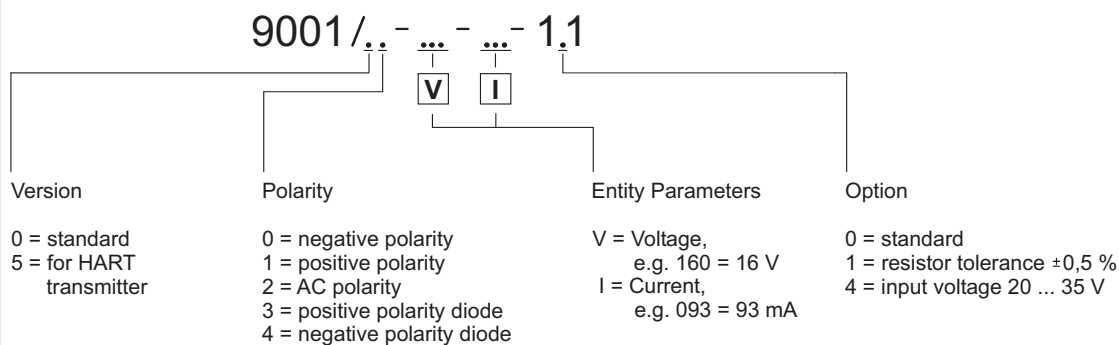 9001/.. - ... - ... - 1.1
V I
Version
0 = standard
5 = for HART
transmitter
Polarity
0 = negative polarity
1 = positive polarity
2 = AC polarity
3 = positive polarity diode
4 = negative polarity diode
Entity Parameters
V = Voltage,
e.g. 160 = 16 V
I = Current,
e.g. 093 = 93 mA
Option
0 = standard
1 = resistor tolerance ±0,5 %
4 = input voltage 20 ... 35 V